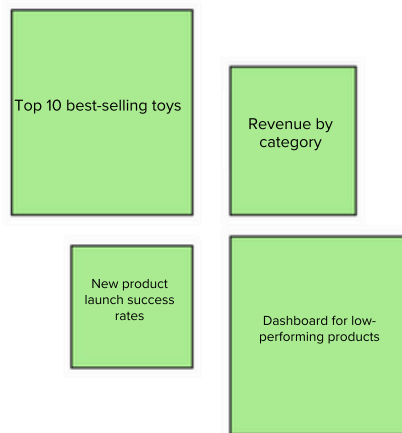 Top 10 best-selling toys
Revenue by
category
New product
launch success
rates
Dashboard for low-
performing products